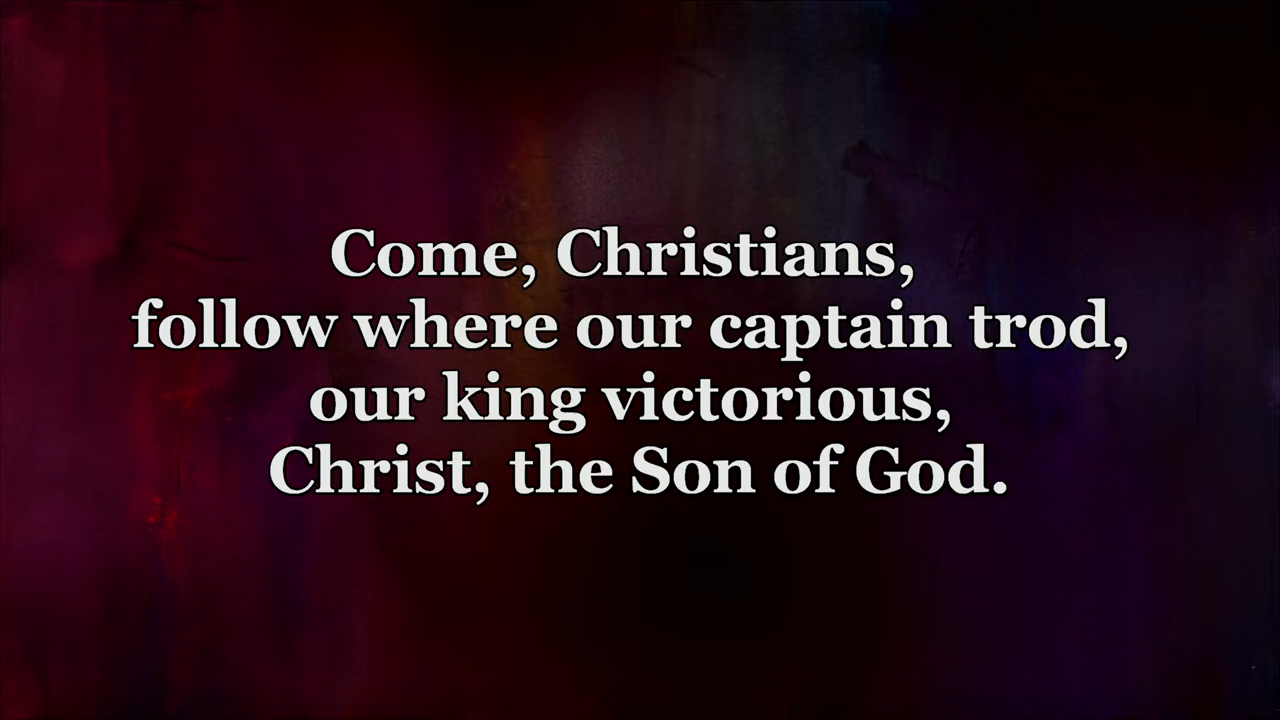 Come, Christians,
follow where our captain trod,
our king victorious,
Christ, the Son of God.